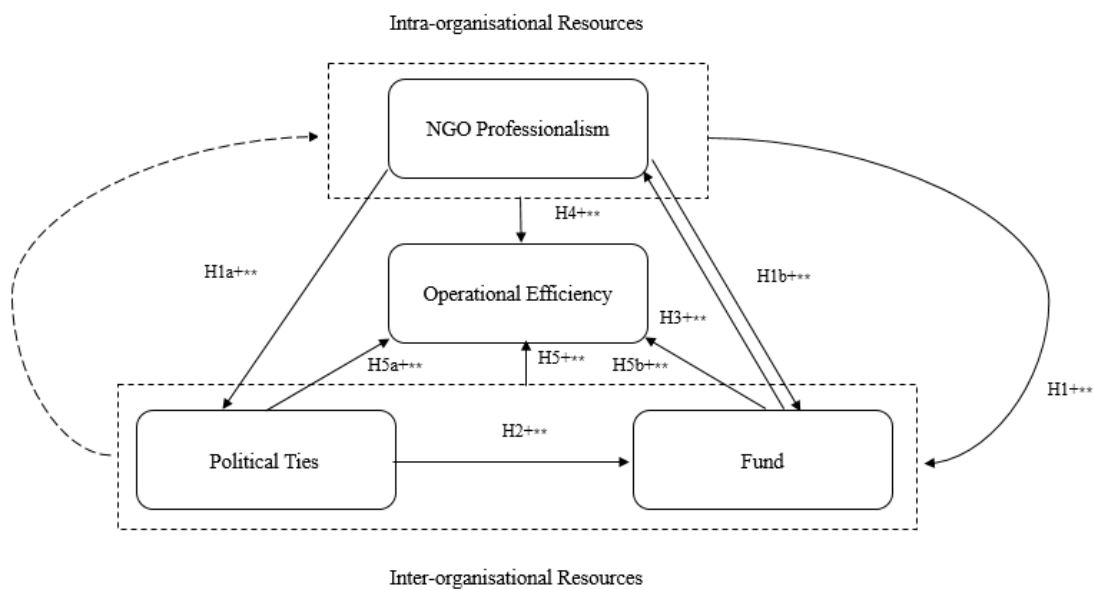 Intra-organisational Resources
NGO Professionalism
H4+**
H1a+**
Operational Efficiency
H1b+**
H3+**
H5a+**
H5+**
H5b+**
H1+**
H2+**
Political Ties
Fund
Inter-organisational Resources